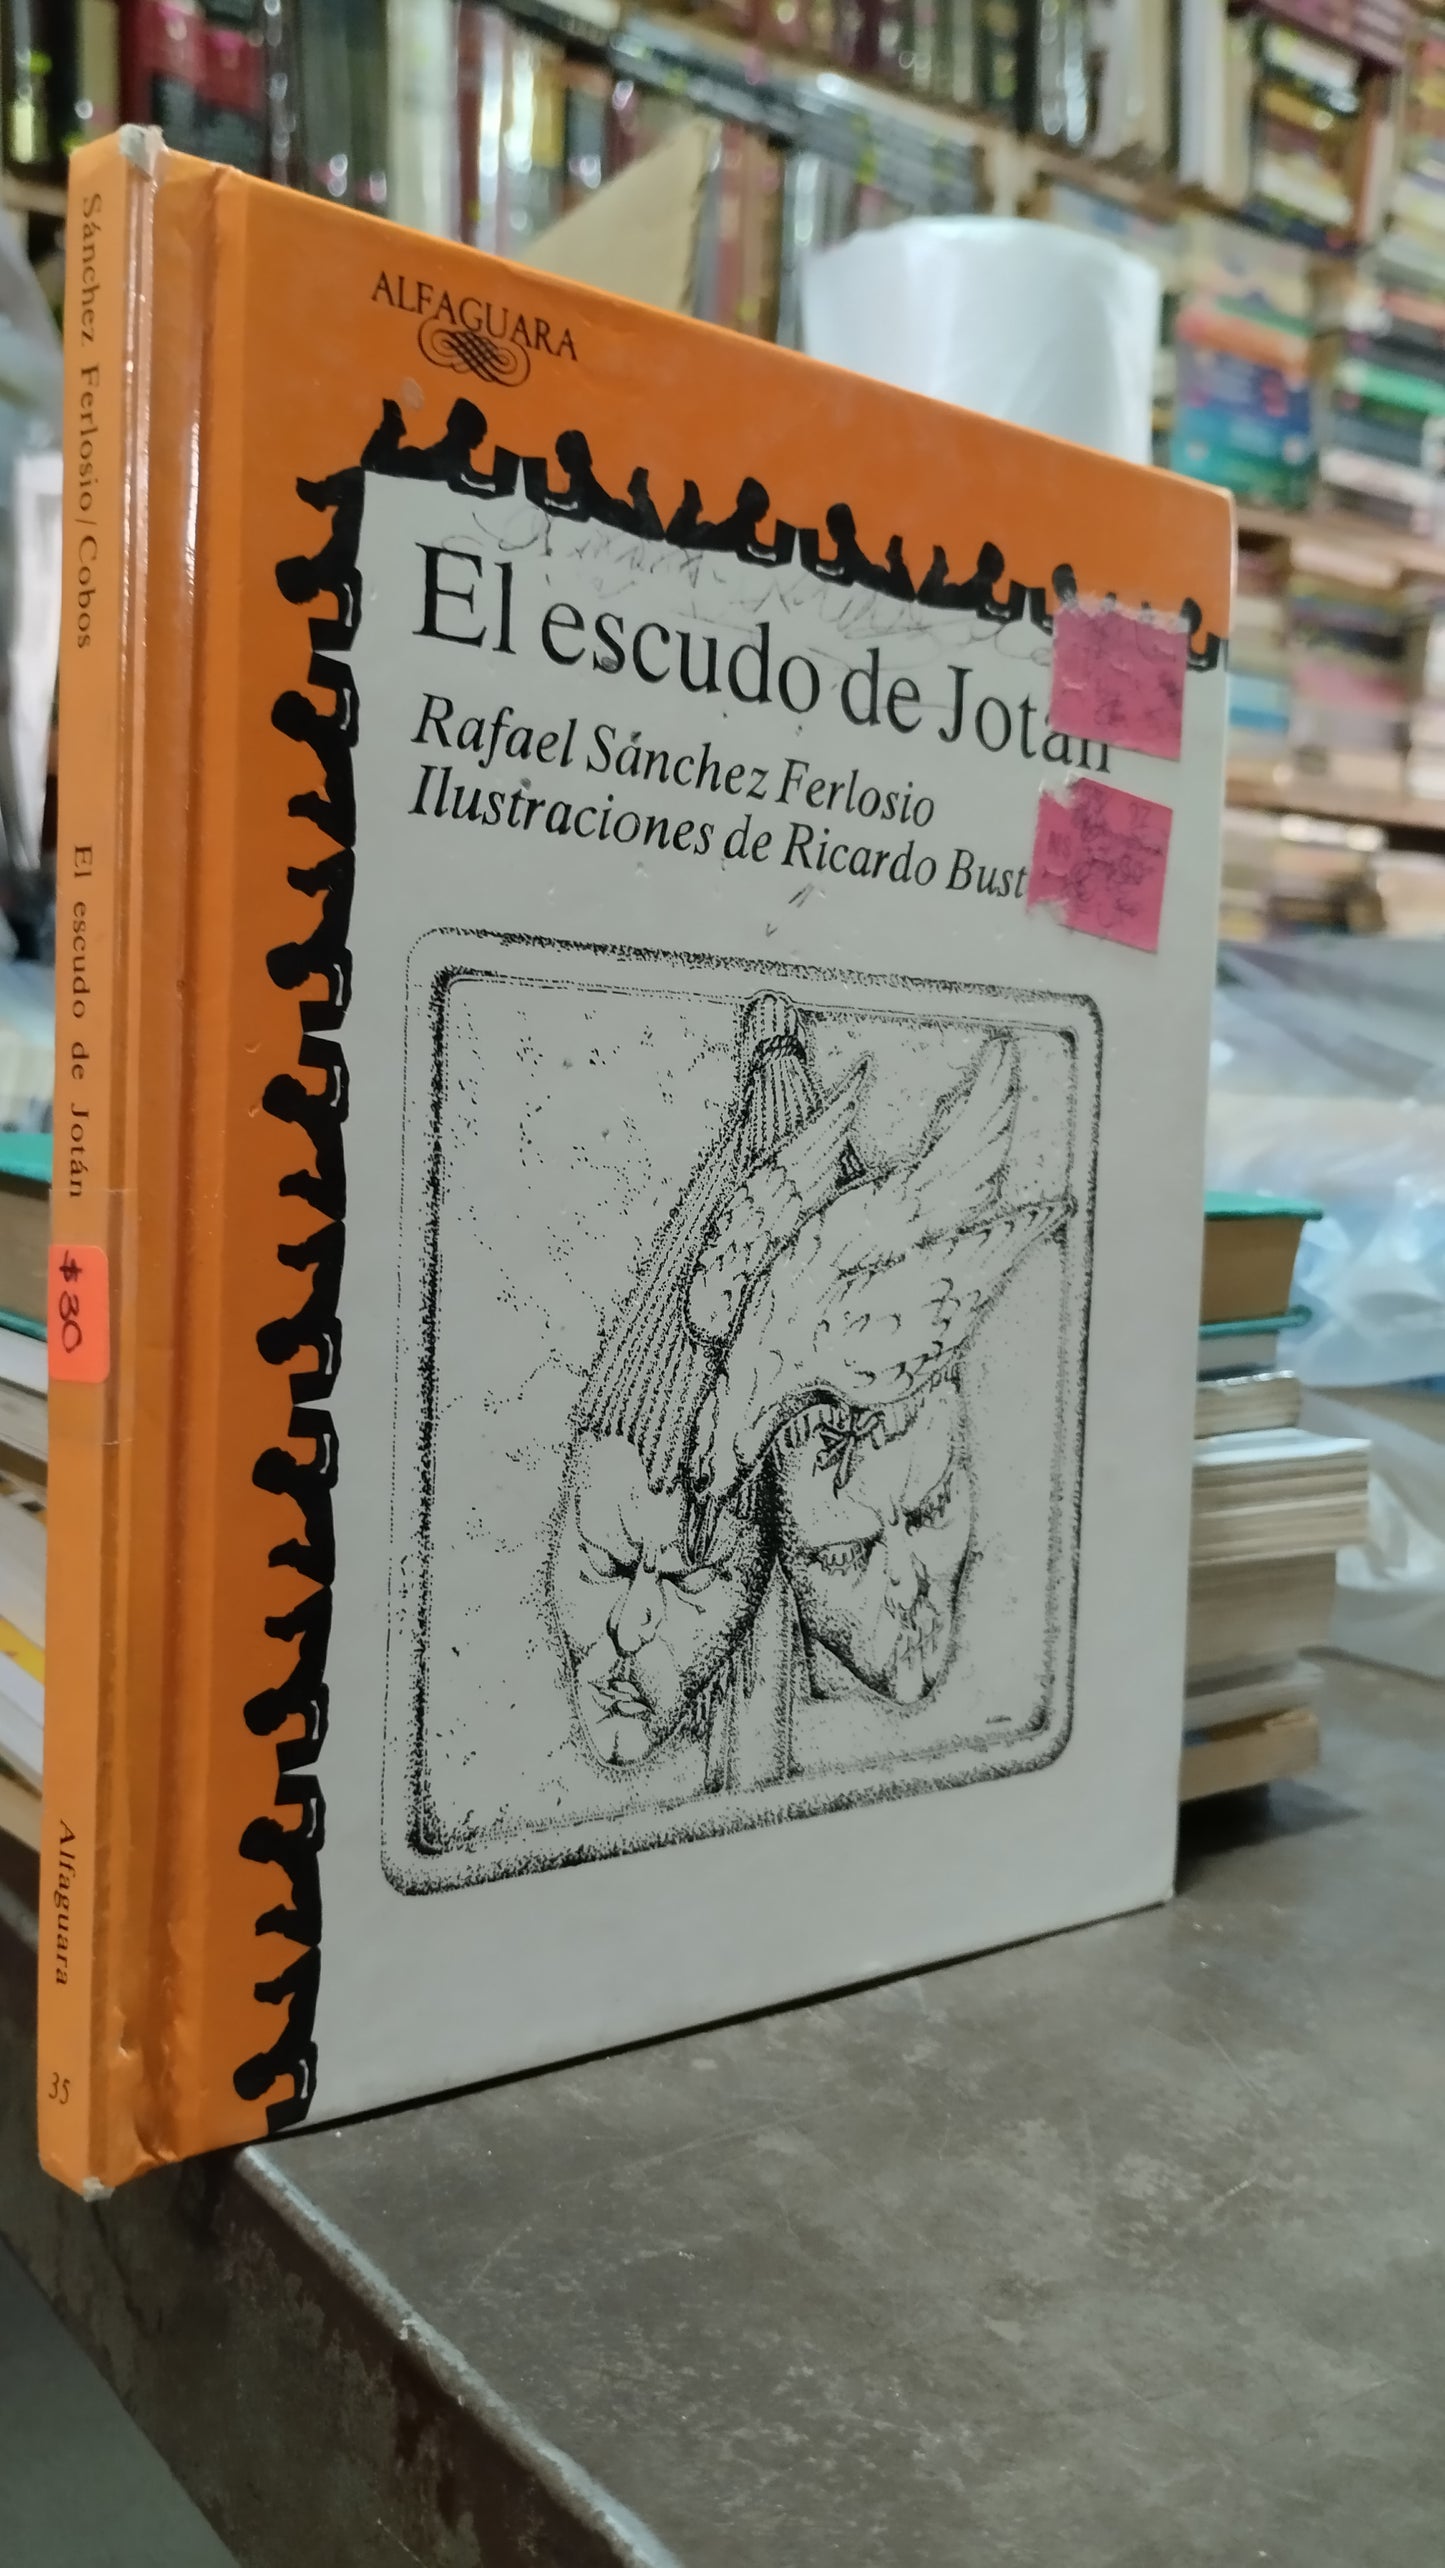 ALFAGUARA
El escudo de Jotán
Rafael Sánchez Ferlosio
Ilustraciones de Ricardo Bust
Sánchez Ferlosio/Cobos
El escudo de Jotán
$30
Alfaguara
35